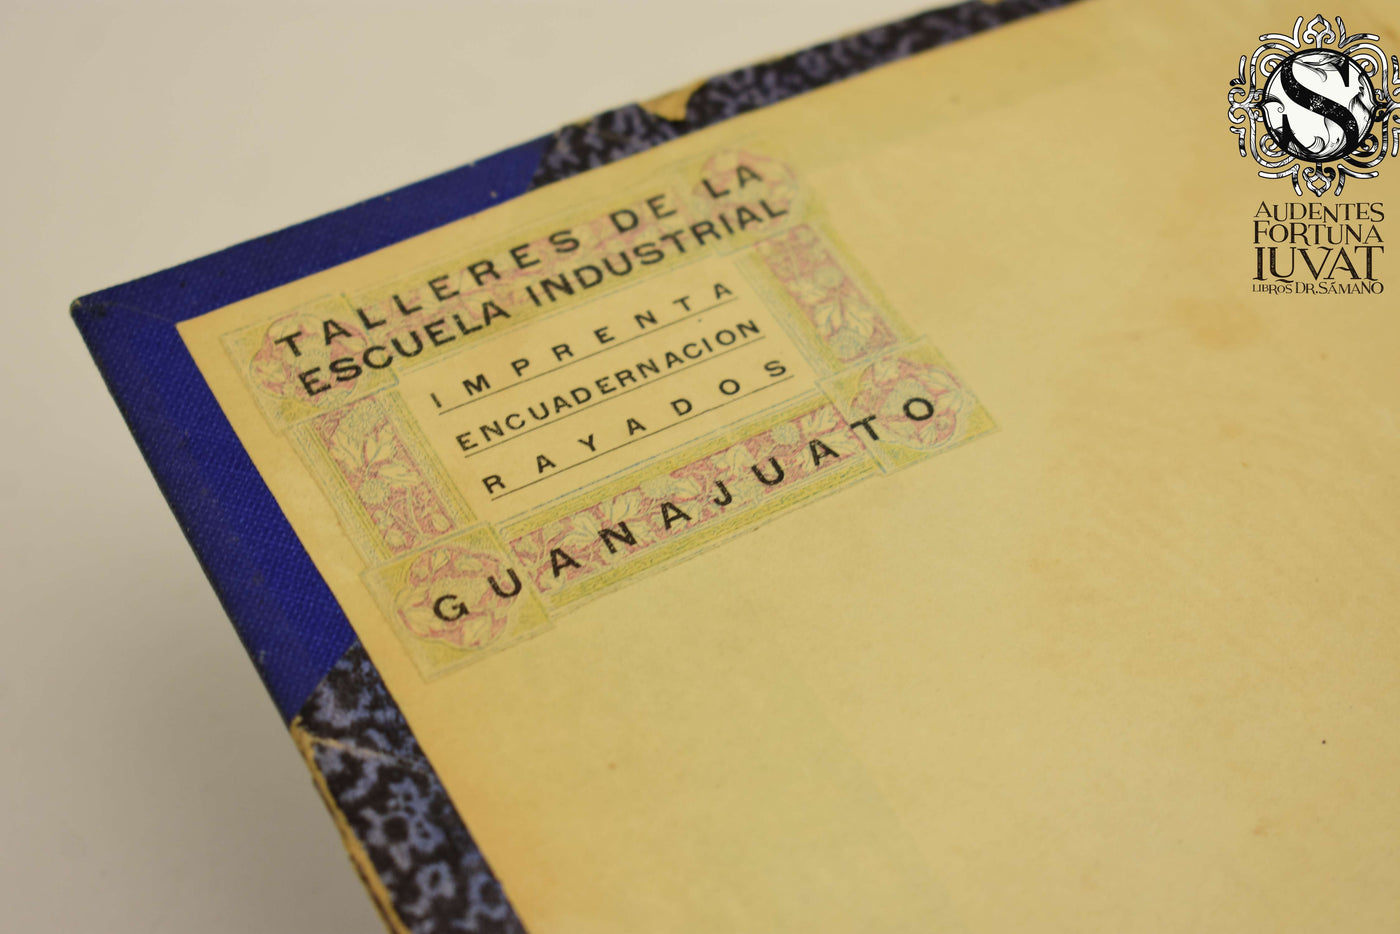 TALLERES DE LA
ESCUELA INDUSTRIAL
IMPRENTA
ENCUADERNACION
RAYADOS
GUANAJUATO
S
AUDENTES
FORTUNA
IUVAT
LIBROS DR. SÁMANO